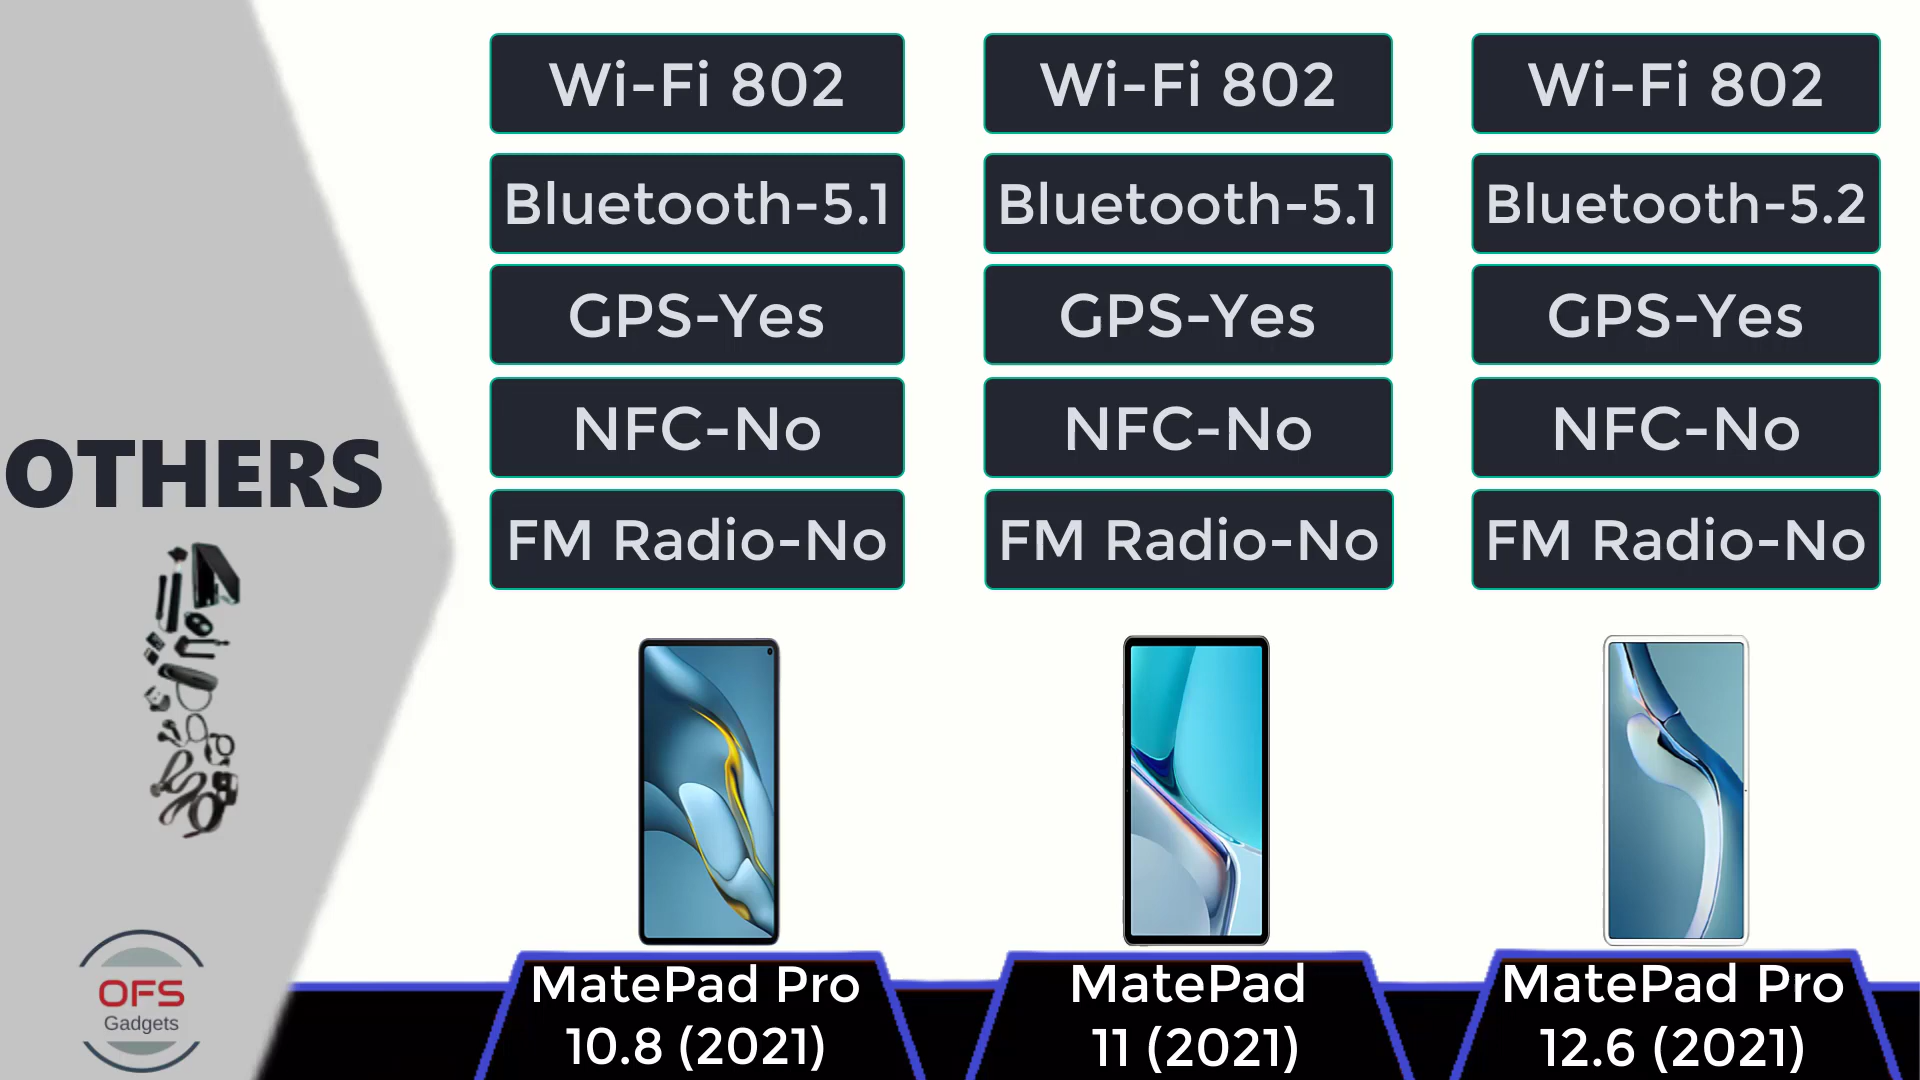 OTHERS
OFS
Gadgets
Wi-Fi 802
Bluetooth-5.1
GPS-Yes
NFC-No
FM Radio-No
MatePad Pro
10.8 (2021)
Wi-Fi 802
Bluetooth-5.1
GPS-Yes
NFC-No
FM Radio-No
MatePad
11 (2021)
Wi-Fi 802
Bluetooth-5.2
GPS-Yes
NFC-No
FM Radio-No
MatePad Pro
12.6 (2021)